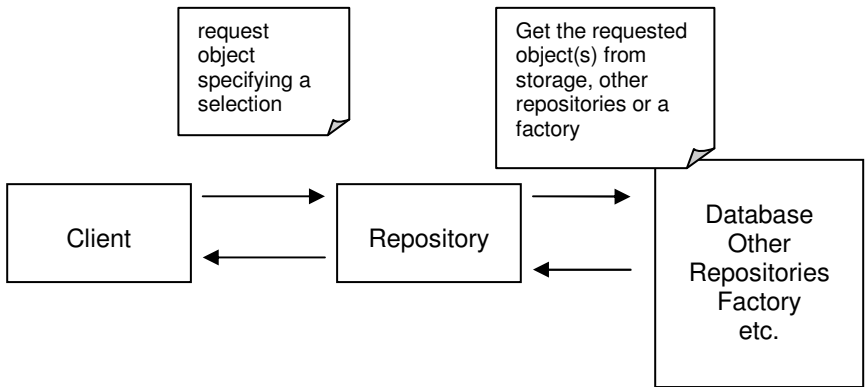 request
object
specifying a
selection
Get the requested
object(s) from
storage, other
repositories or a
factory
Client
Repository
Database
Other
Repositories
Factory
etc.